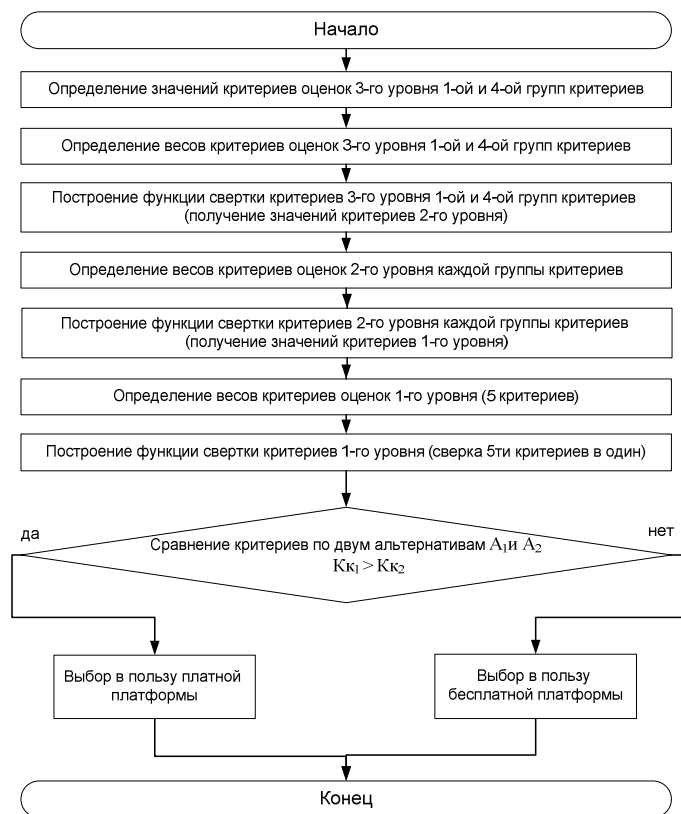 Начало
Определение значений критериев оценок 3-го уровня 1-ой и 4-ой групп критериев
Определение весов критериев оценок 3-го уровня 1-ой и 4-ой групп критериев
Построение функции свертки критериев 3-го уровня 1-ой и 4-ой групп критериев
(получение значений критериев 2-го уровня)
Определение весов критериев оценок 2-го уровня каждой группы критериев
Построение функции свертки критериев 2-го уровня каждой группы критериев
(получение значений критериев 1-го уровня)
Определение весов критериев оценок 1-го уровня (5 критериев)
Построение функции свертки критериев 1-го уровня (сверка 5ти критериев в один)
да
нет
Сравнение критериев по двум альтернативам А₁и А₂
Кк₁ > Кк₂
Выбор в пользу платной
платформы
Выбор в пользу
бесплатной платформы
Конец